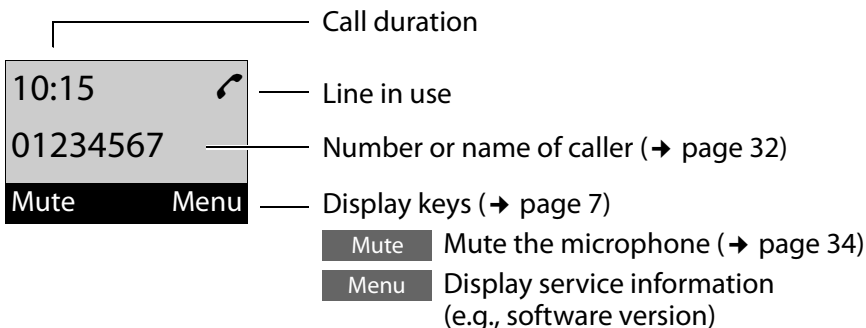 Call duration
10:15
Line in use
01234567
Number or name of caller (➔ page 32)
Mute Menu
Display keys (➔ page 7)
Mute Mute the microphone (➔ page 34)
Menu Display service information
(e.g., software version)